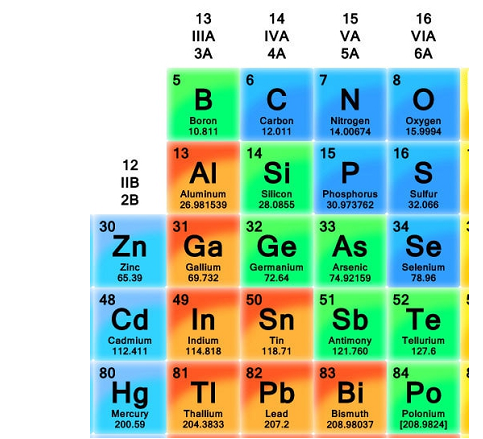 13 14 15 16
IIIA IVA VA VIA
3A 4A 5A 6A
5 6 7 8
B C N O
Boron Carbon Nitrogen Oxygen
10.811 12.011 14.00674 15.9994
13 14 15 16
Al Si P S
Aluminum Silicon Phosphorus Sulfur
26.981539 28.0855 30.973762 32.066
12
IIB
2B
30 31 32 33 34
Zn Ga Ge As Se
Zinc Gallium Germanium Arsenic Selenium
65.39 69.732 72.64 74.92159 78.96
48 49 50 51 52
Cd In Sn Sb Te
Cadmium Indium Tin Antimony Tellurium
112.411 114.818 118.71 121.760 127.6
80 81 82 83 84
Hg Tl Pb Bi Po
Mercury Thallium Lead Bismuth Polonium
200.59 204.3833 207.2 208.98037 [208.9824]